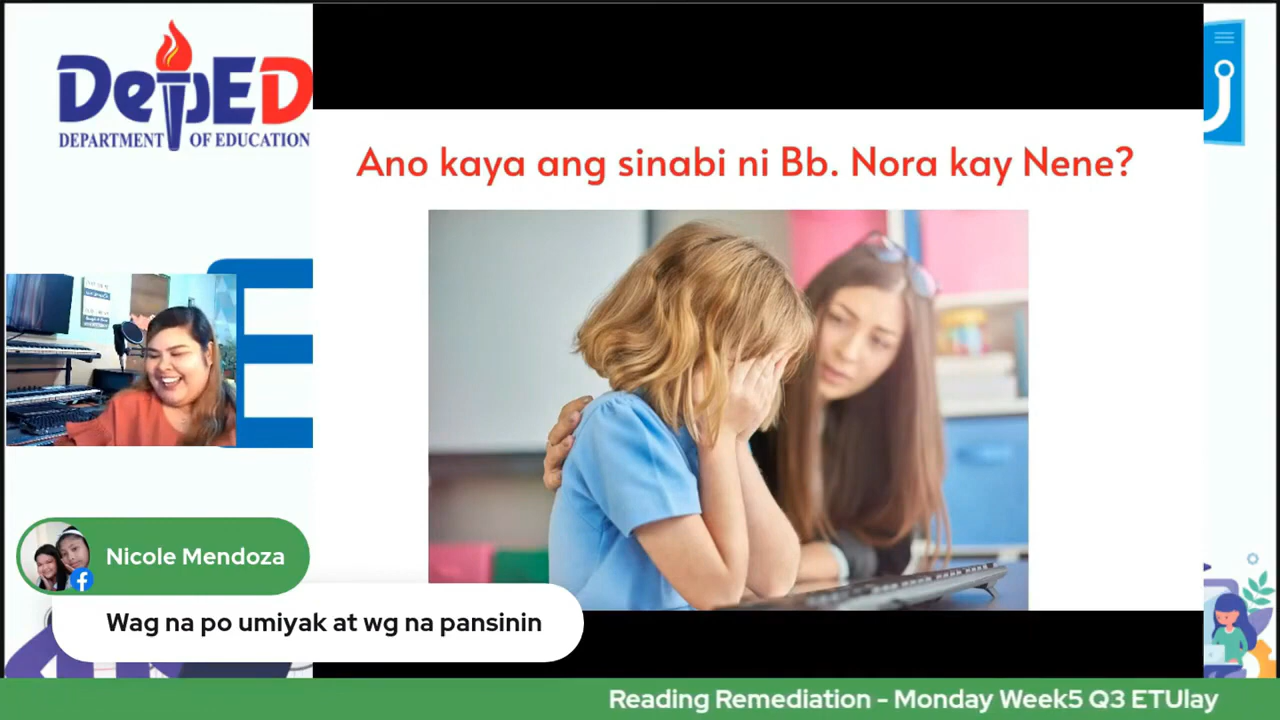 DepED
DEPARTMENT OF EDUCATION
Ano kaya ang sinabi ni Bb. Nora kay Nene?
Nicole Mendoza
Wag na po umiyak at wg na pansinin
Reading Remediation - Monday Week5 Q3 ETUlay